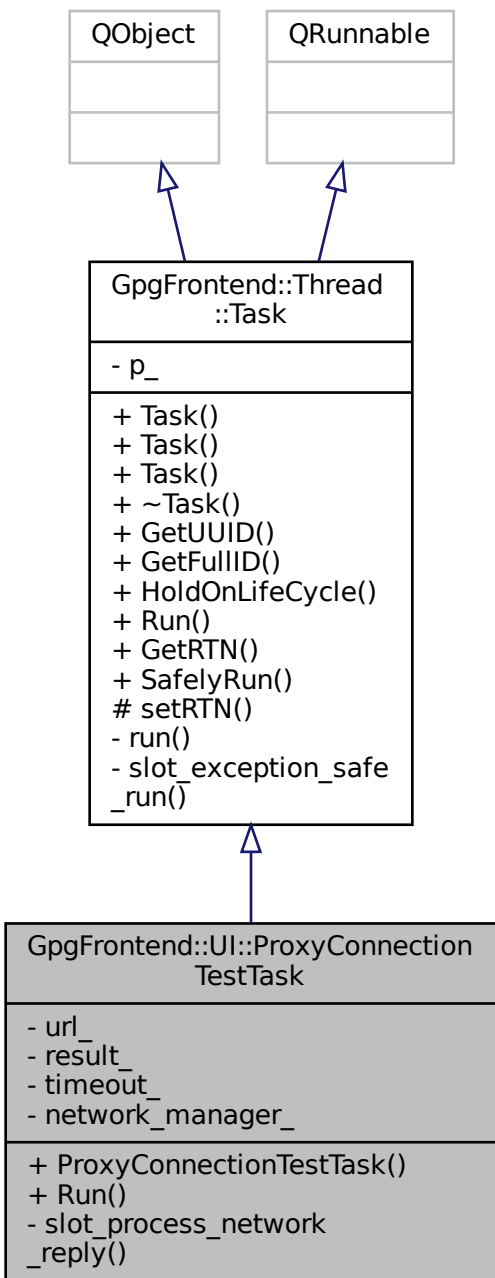 QObject
QRunnable
GpgFrontend::Thread
::Task
- p_
+ Task()
+ Task()
+ Task()
+ ~Task()
+ GetUUID()
+ GetFullID()
+ HoldOnLifeCycle()
+ Run()
+ GetRTN()
+ SafelyRun()
# setRTN()
- run()
- slot_exception_safe
_run()
GpgFrontend::UI::ProxyConnection
TestTask
- url_
- result_
- timeout_
- network_manager_
+ ProxyConnectionTestTask()
+ Run()
- slot_process_network
_reply()